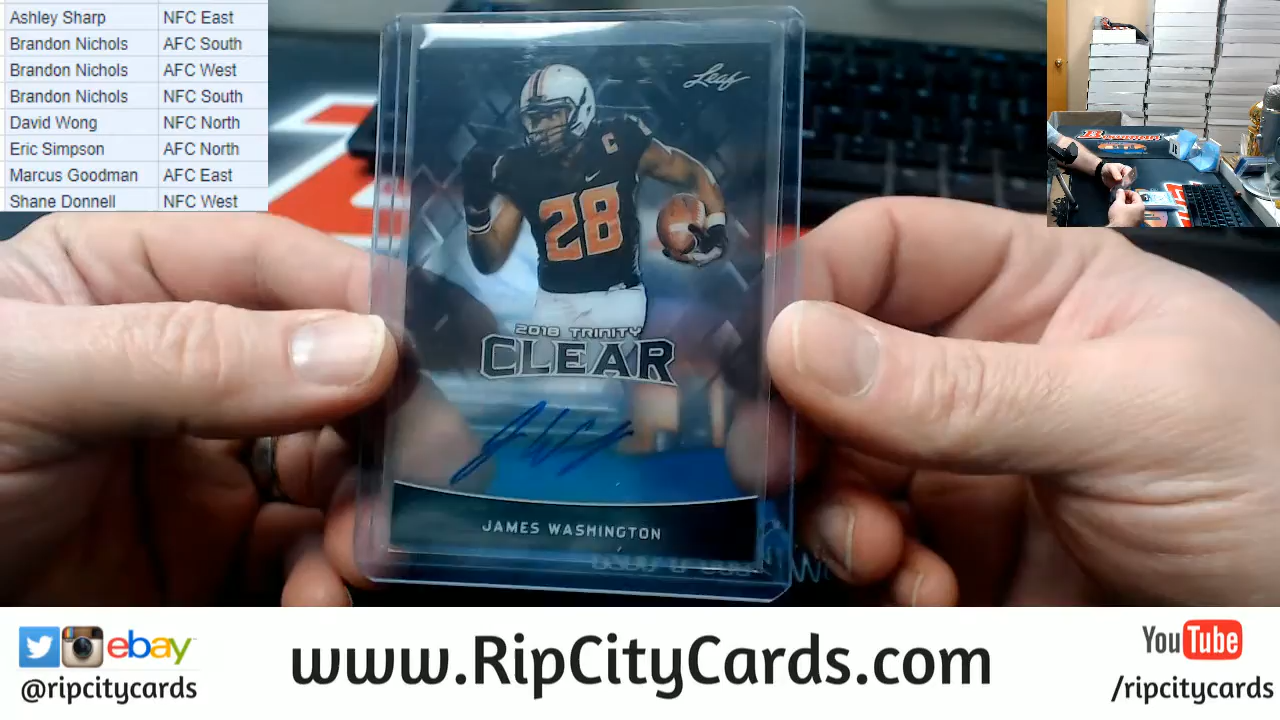 Ashley Sharp NFC East
Brandon Nichols AFC South
Brandon Nichols AFC West
Brandon Nichols NFC South
David Wong NFC North
Eric Simpson AFC North
Marcus Goodman AFC East
Shane Donnell NFC West
Leaf
C
28
2018 TRINITY
CLEAR
JAMES WASHINGTON
ebay
@ripcitycards
www.RipCityCards.com
YouTube
/ripcitycards